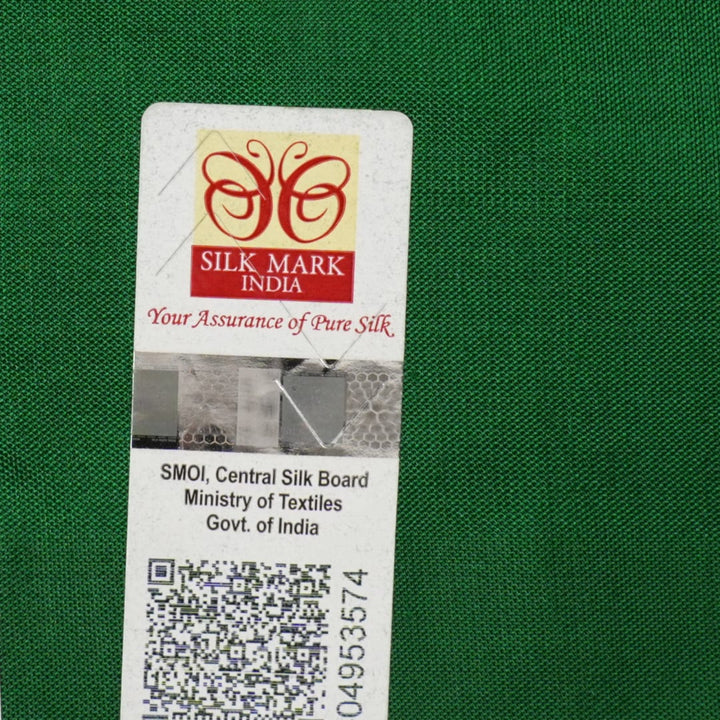 SILK MARK
INDIA
Your Assurance of Pure Silk
SMOI, Central Silk Board
Ministry of Textiles
Govt. of India
04953574